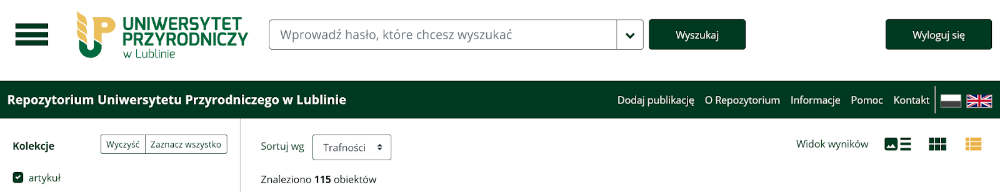 UP UNIWERSYTET
PRZYRODNICZY
w Lublinie
Wprowadź hasło, które chcesz wyszukać
Wyszukaj
Wyloguj się
Repozytorium Uniwersytetu Przyrodniczego w Lublinie
Dodaj publikację O Repozytorium Informacje Pomoc Kontakt
Kolekcje
Wyczyść Zaznacz wszystko
artykuł
Sortuj wg Trafności
Widok wyników
Znaleziono 115 obiektów